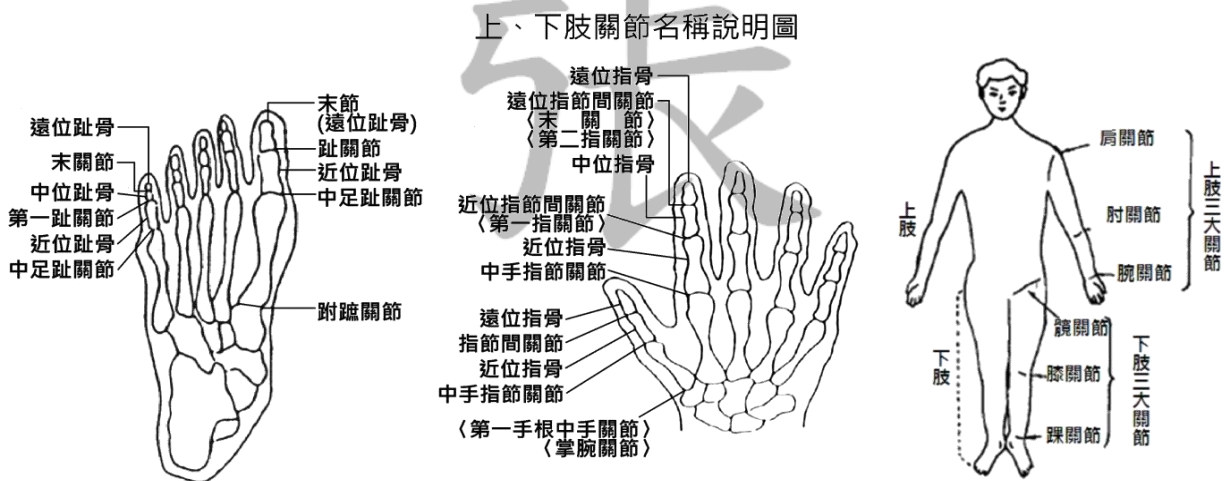 上、下肢關節名稱說明圖
張
遠位趾骨
末關節
中位趾骨
第一趾關節
近位趾骨
中足趾關節
末節
(遠位趾骨)
趾關節
近位趾骨
中足趾關節
跗蹠關節
遠位指骨
遠位指節間關節
〈末關節〉
〈第二指關節〉
中位指骨
近位指節間關節
〈第一指關節〉
近位指骨
中手指節關節
遠位指骨
指節間關節
近位指骨
中手指節關節
〈第一手根中手關節〉
〈掌腕關節〉
上肢
下肢
肩關節
肘關節
腕關節
上肢三大關節
髖關節
膝關節
踝關節
下肢三大關節